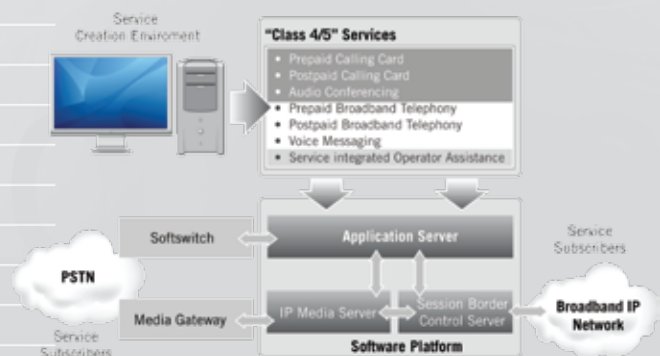 Service
Creation Enviroment
"Class 4/5" Services
• Prepaid Calling Card
• Postpaid Calling Card
• Audio Conferencing
• Prepaid Broadband Telephony
• Postpaid Broadband Telephony
• Voice Messaging
• Service integrated Operator Assistance
Softswitch
Application Server
Service
Subscribers
PSTN
Media Gateway
IP Media Server
Session Border
Control Server
Broadband IP
Network
Service
Subscribers
Software Platform